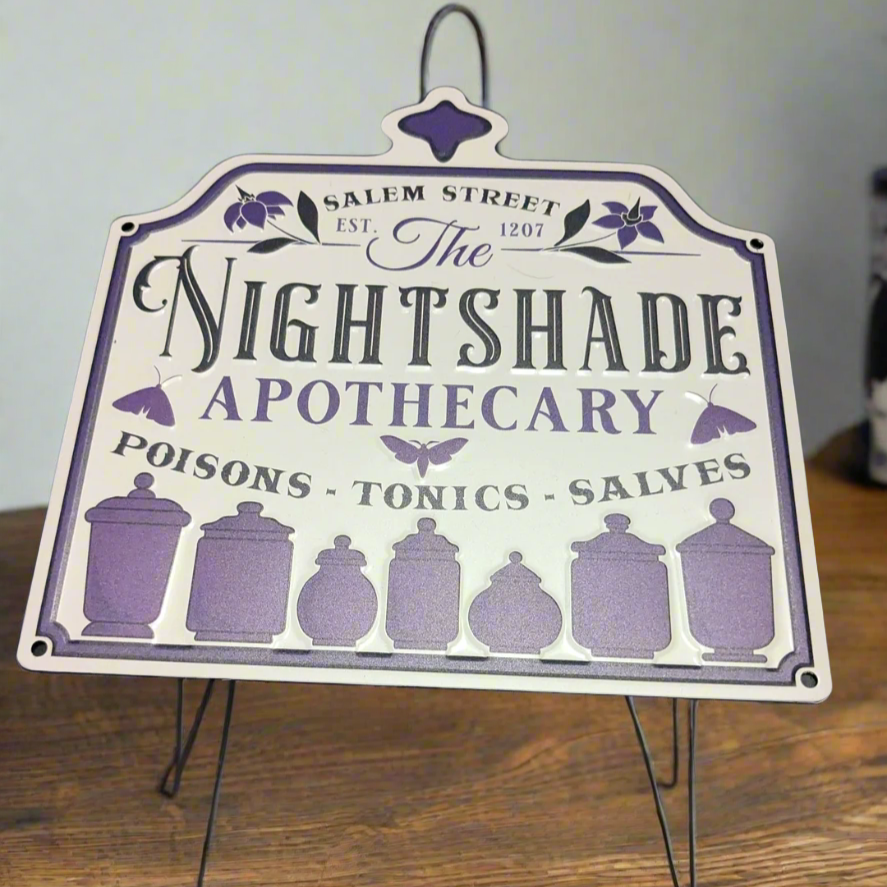 SALEM STREET
EST. The 1207
NIGHTSHADE
APOTHECARY
POISONS - TONICS - SALVES